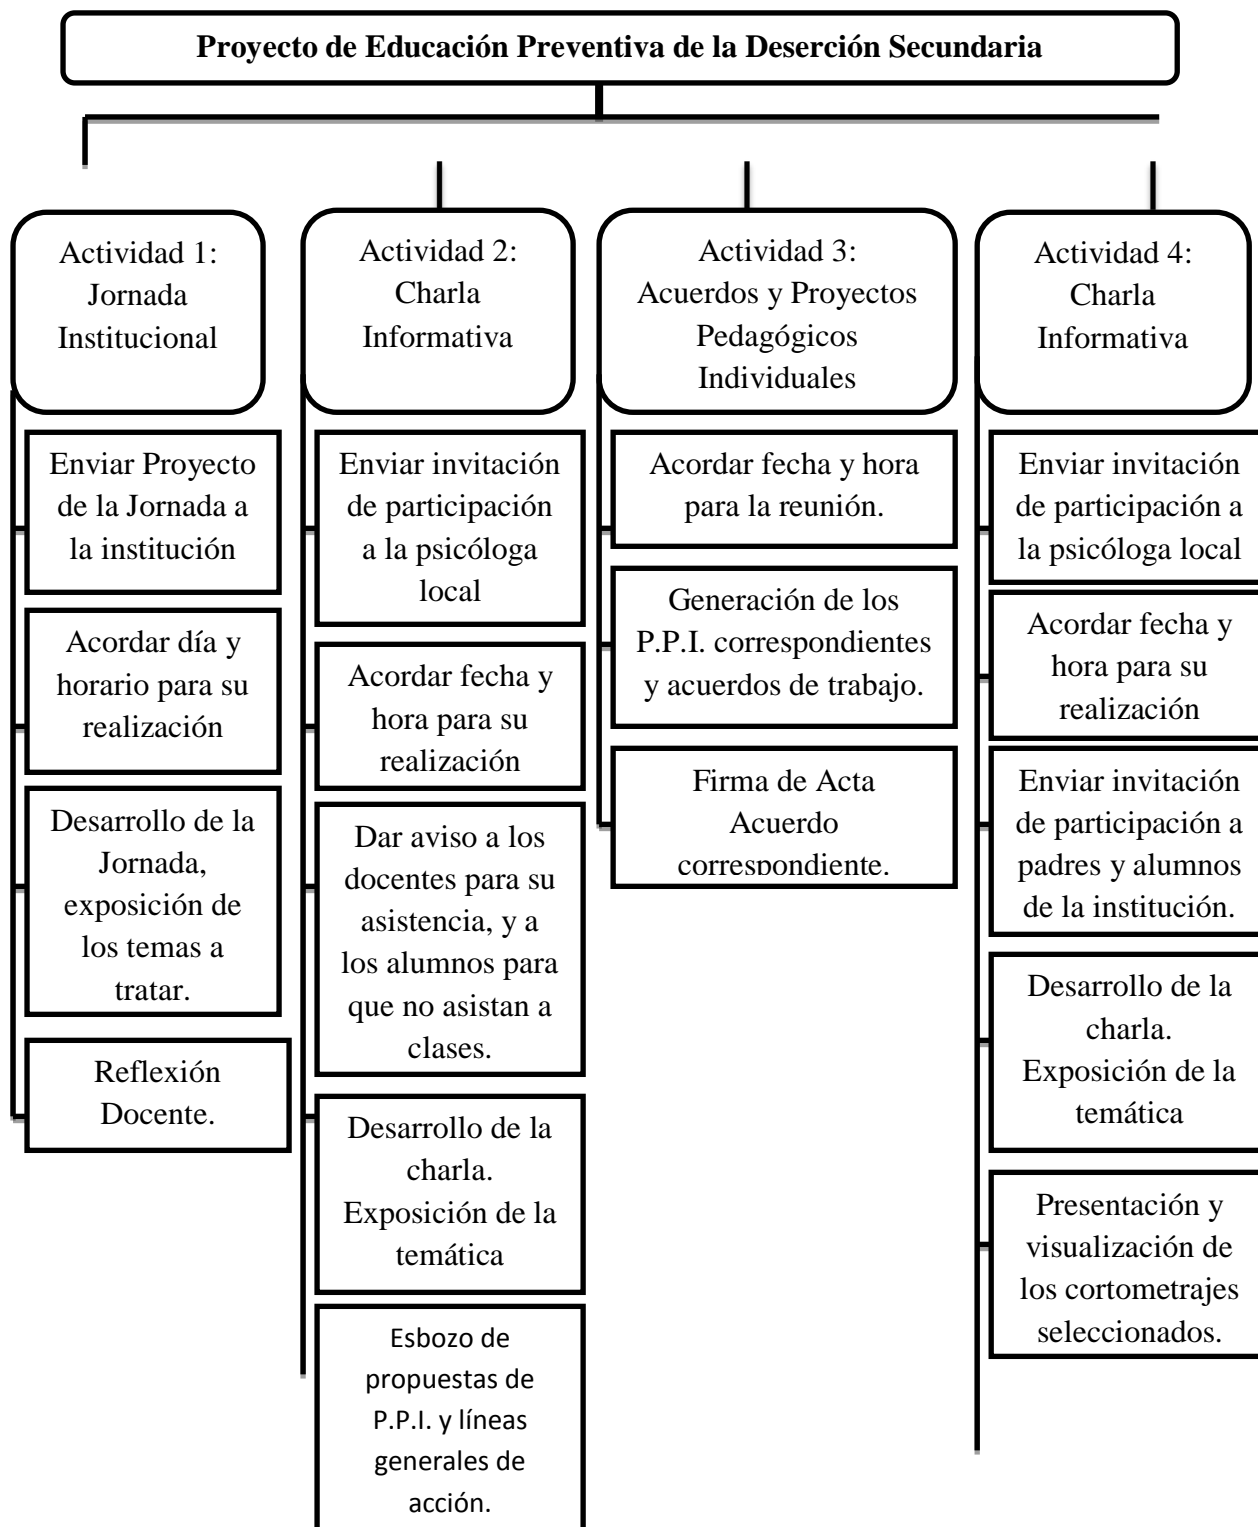 Proyecto de Educación Preventiva de la Deserción Secundaria
Actividad 1:
Jornada
Institucional
Enviar Proyecto
de la Jornada a
la institución
Acordar día y
horario para su
realización
Desarrollo de la
Jornada,
exposición de
los temas a
tratar.
Reflexión
Docente.
Actividad 2:
Charla
Informativa
Enviar invitación
de participación
a la psicóloga
local
Acordar fecha y
hora para su
realización
Dar aviso a los
docentes para su
asistencia, y a
los alumnos para
que no asistan a
clases.
Desarrollo de la
charla.
Exposición de la
temática
Esbozo de
propuestas de
P.P.I. y líneas
generales de
acción.
Actividad 3:
Acuerdos y Proyectos
Pedagógicos
Individuales
Acordar fecha y hora
para la reunión.
Generación de los
P.P.I. correspondientes
y acuerdos de trabajo.
Firma de Acta
Acuerdo
correspondiente.
Actividad 4:
Charla
Informativa
Enviar invitación
de participación a
la psicóloga local
Acordar fecha y
hora para su
realización
Enviar invitación
de participación a
padres y alumnos
de la institución.
Desarrollo de la
charla.
Exposición de la
temática
Presentación y
visualización de
los cortometrajes
seleccionados.